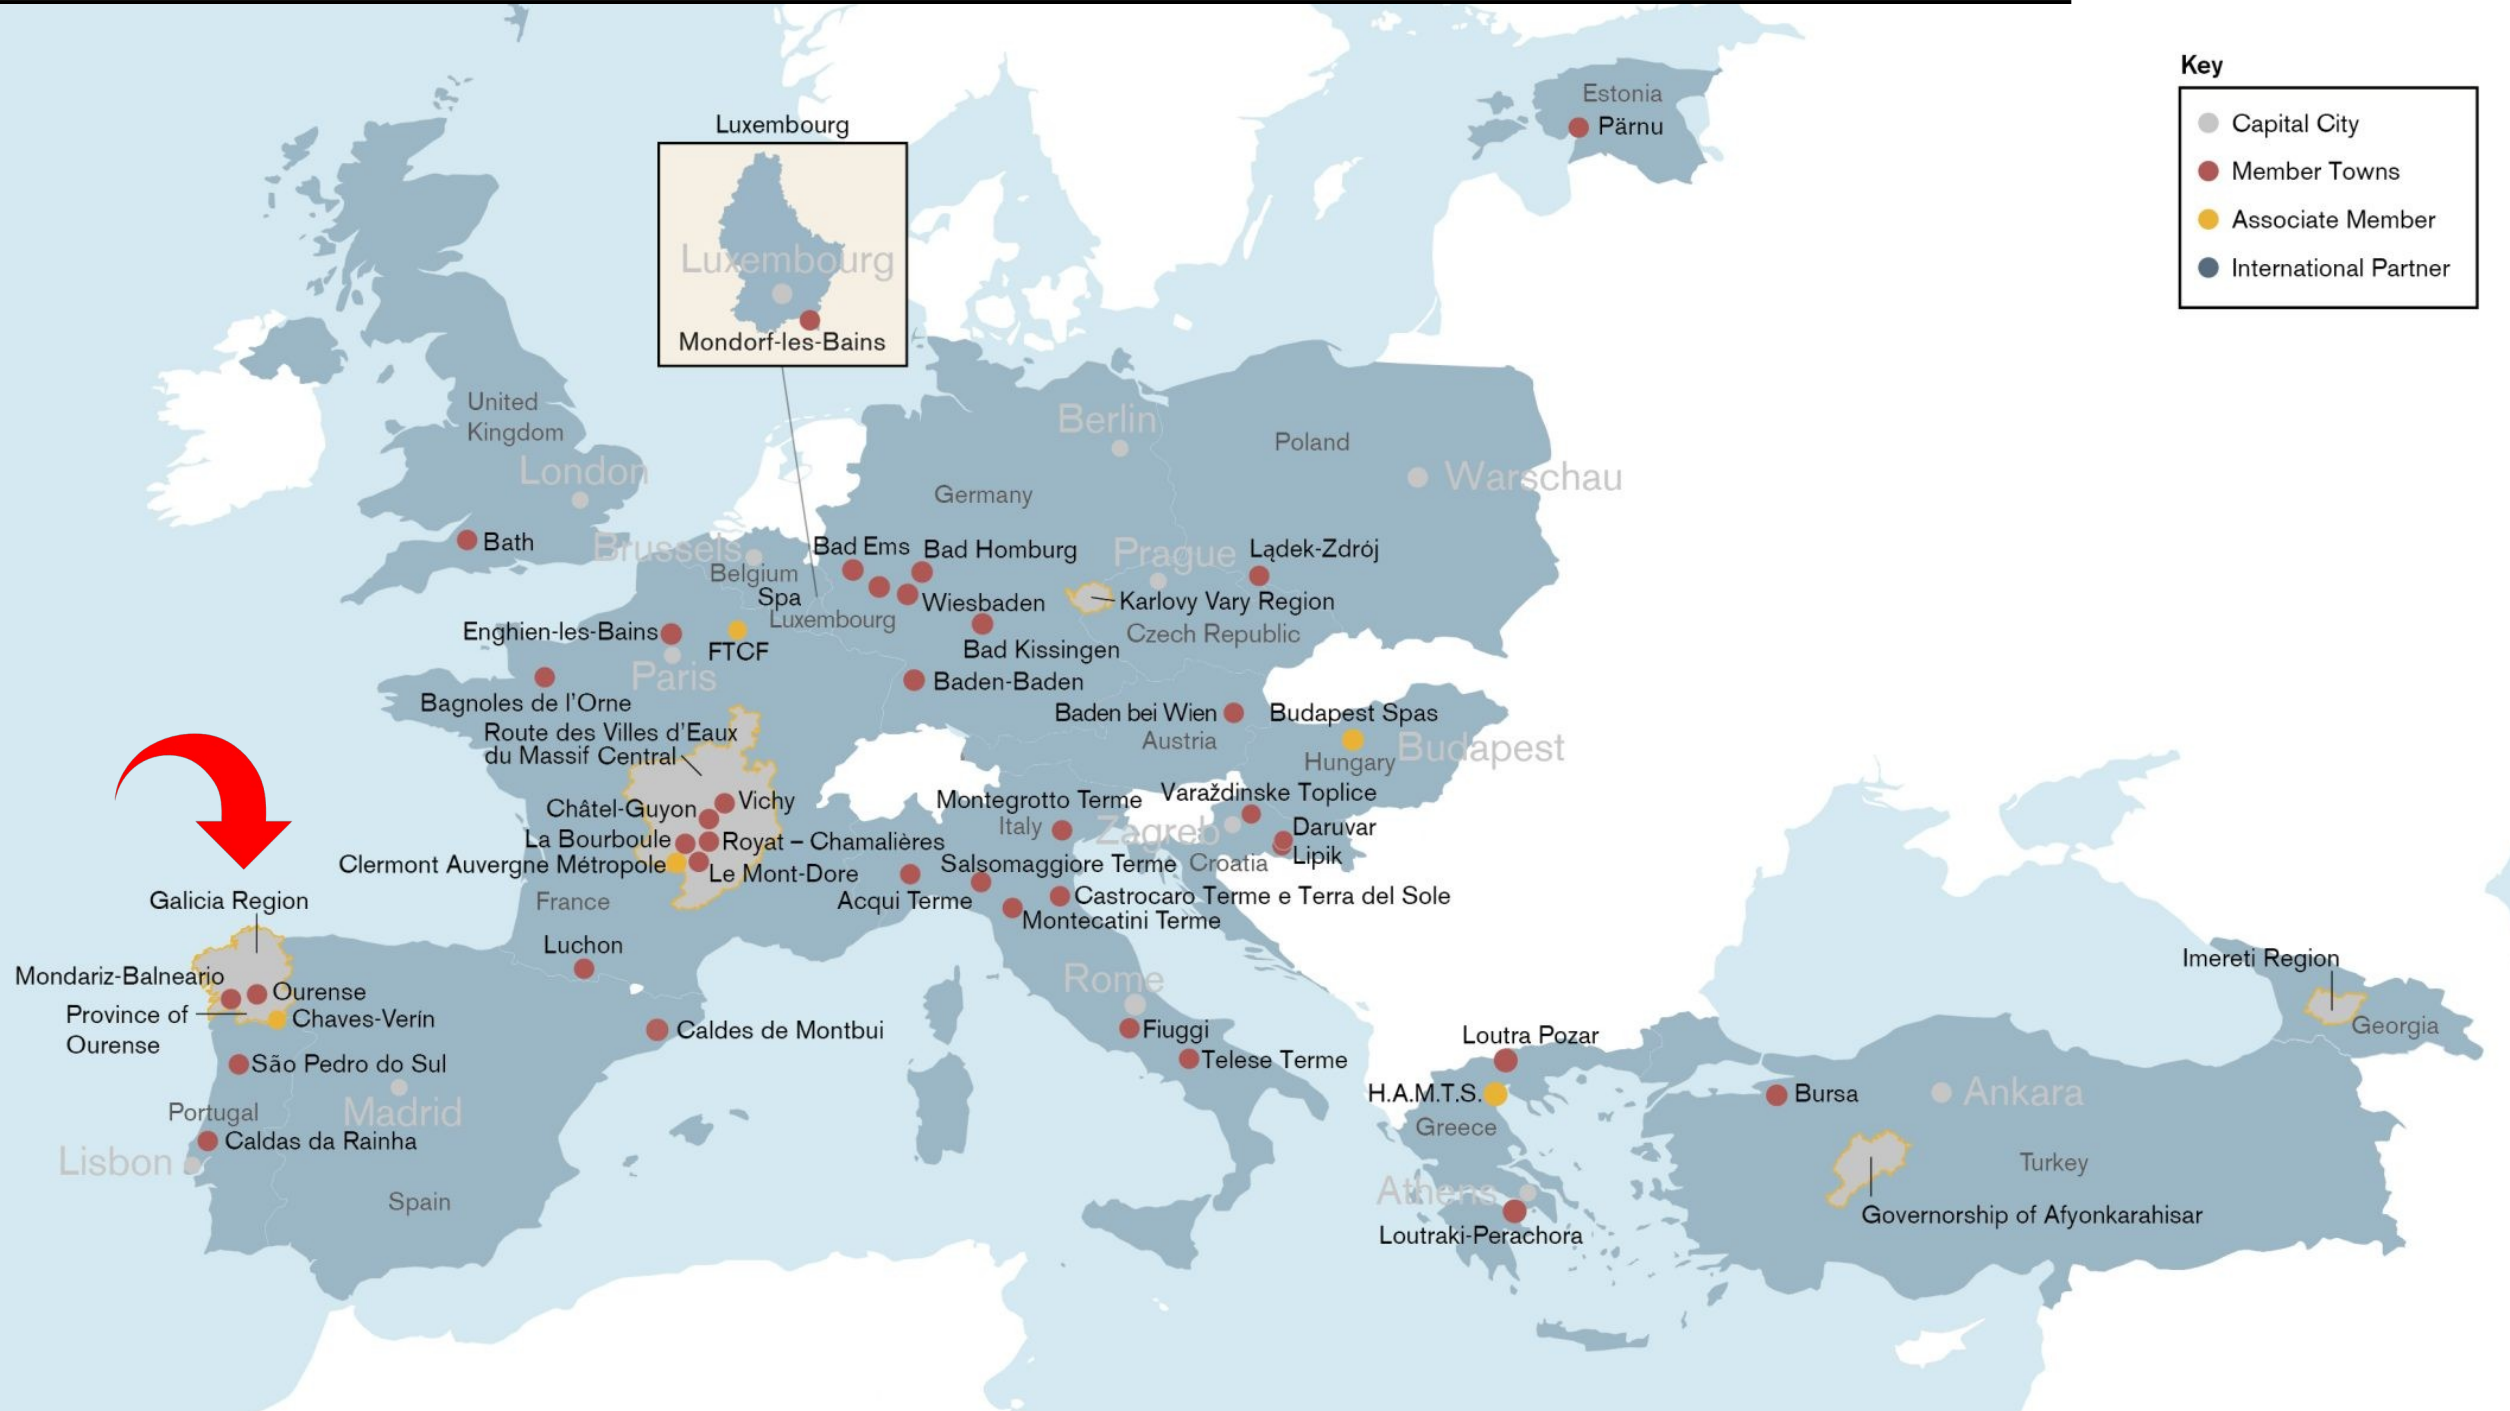 Key
Capital City
Member Towns
Associate Member
International Partner
Estonia
Pärnu
Luxembourg
Luxembourg
Mondorf-les-Bains
United
Kingdom
London
Bath
Berlin
Poland
Warschau
Germany
Brussels
Belgium
Spa
Luxembourg
Bad Ems
Bad Homburg
Wiesbaden
Bad Kissingen
Baden-Baden
Prague
Lądek-Zdrój
Karlovy Vary Region
Czech Republic
Enghien-les-Bains
FTCF
Paris
Bagnoles de l'Orne
Route des Villes d'Eaux
du Massif Central
Baden bei Wien
Austria
Budapest Spas
Budapest
Hungary
Châtel-Guyon
Vichy
La Bourboule
Royat – Chamalières
Clermont Auvergne Métropole
Le Mont-Dore
France
Luchon
Montegrotto Terme
Italy
Varaždinske Toplice
Zagreb
Daruvar
Lipik
Croatia
Salsomaggiore Terme
Acqui Terme
Castrocaro Terme e Terra del Sole
Montecatini Terme
Rome
Fiuggi
Telese Terme
Galicia Region
Mondariz-Balneario
Ourense
Province of
Ourense
Chaves-Verín
São Pedro do Sul
Caldes de Montbui
Madrid
Portugal
Caldas da Rainha
Lisbon
Spain
Loutra Pozar
H.A.M.T.S.
Greece
Athens
Loutraki-Perachora
Bursa
Ankara
Turkey
Governorship of Afyonkarahisar
Imereti Region
Georgia